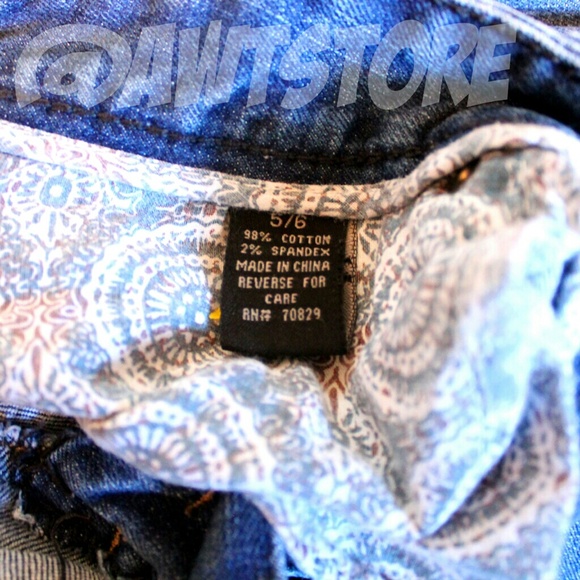 @AWTSTORE
5/6
98% COTTON
2% SPANDEX
MADE IN CHINA
REVERSE FOR
CARE
RN# 70829